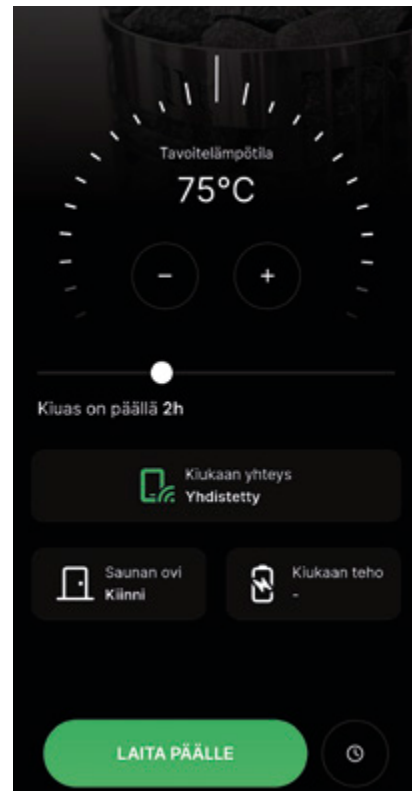 Tavoitelämpötila
75°C
− +
Kiuas on päällä 2h
Kiukaan yhteys
Yhdistetty
Saunan ovi
Kiinni
Kiukaan teho
-
LAITA PÄÄLLE